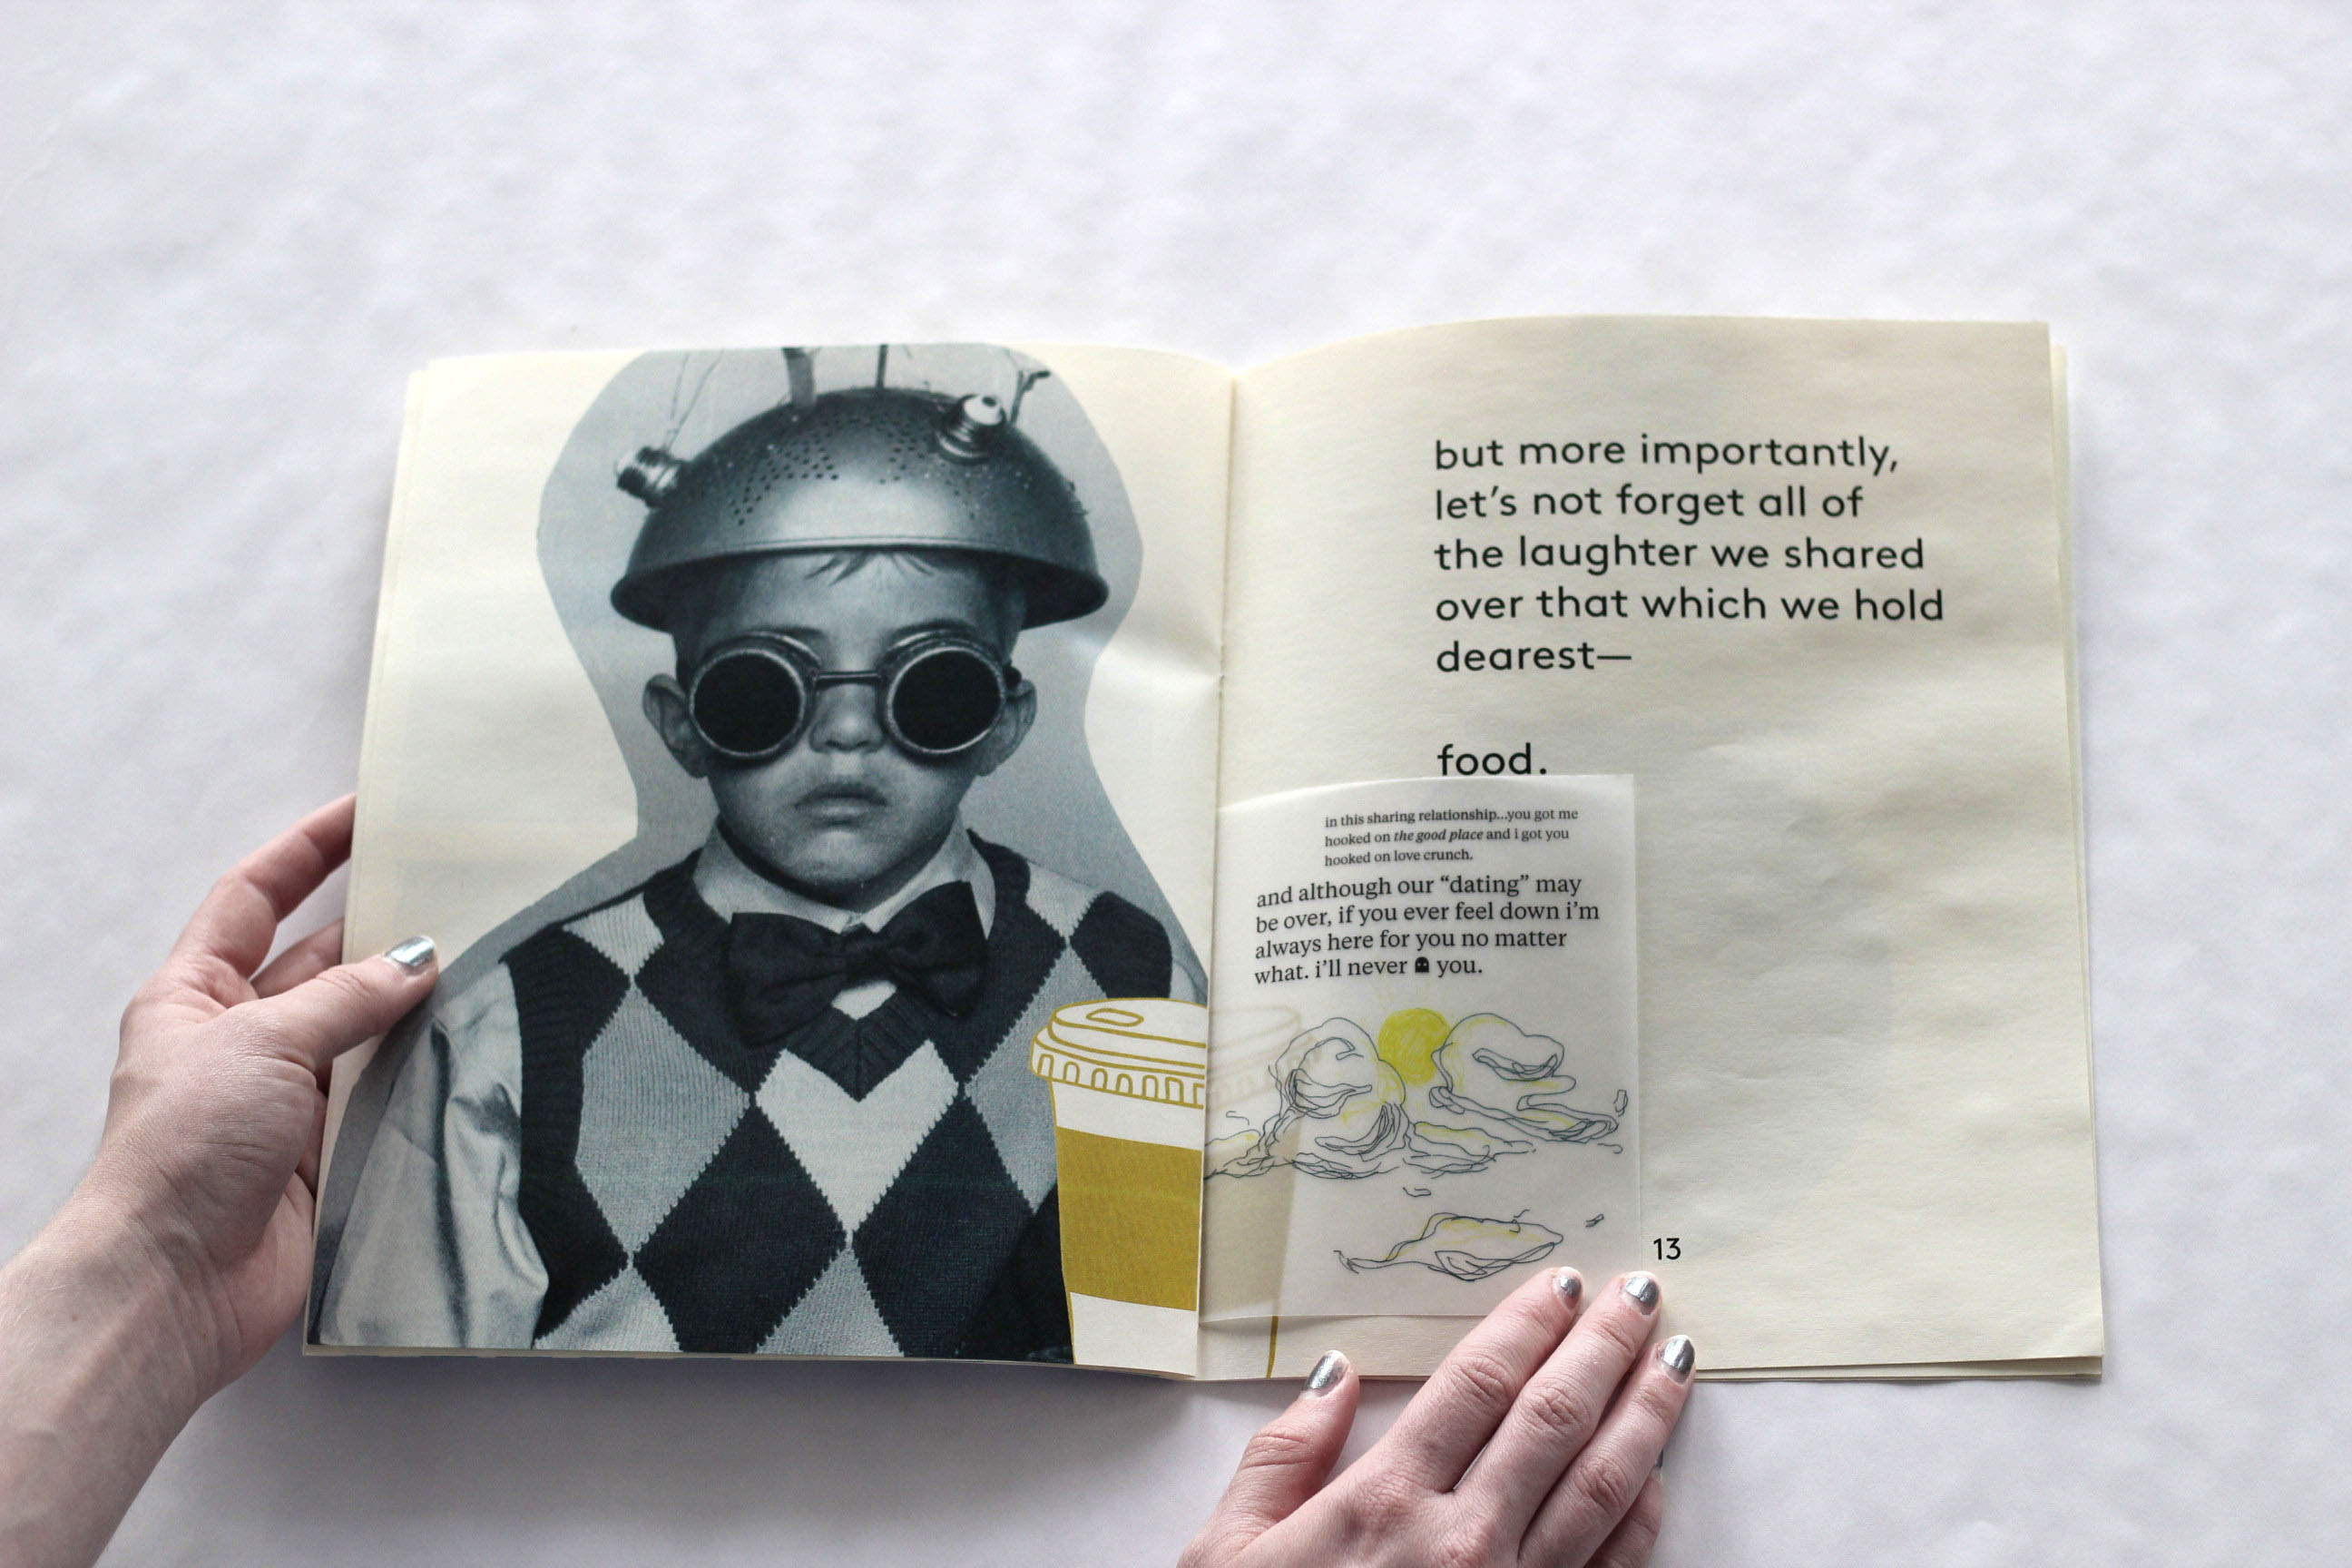 but more importantly,
let's not forget all of
the laughter we shared
over that which we hold
dearest—
food.
in this sharing relationship...you got me
hooked on the good place and i got you
hooked on love crunch.
and although our “dating” may
be over, if you ever feel down i'm
always here for you no matter
what. i'll never 👻 you.
13